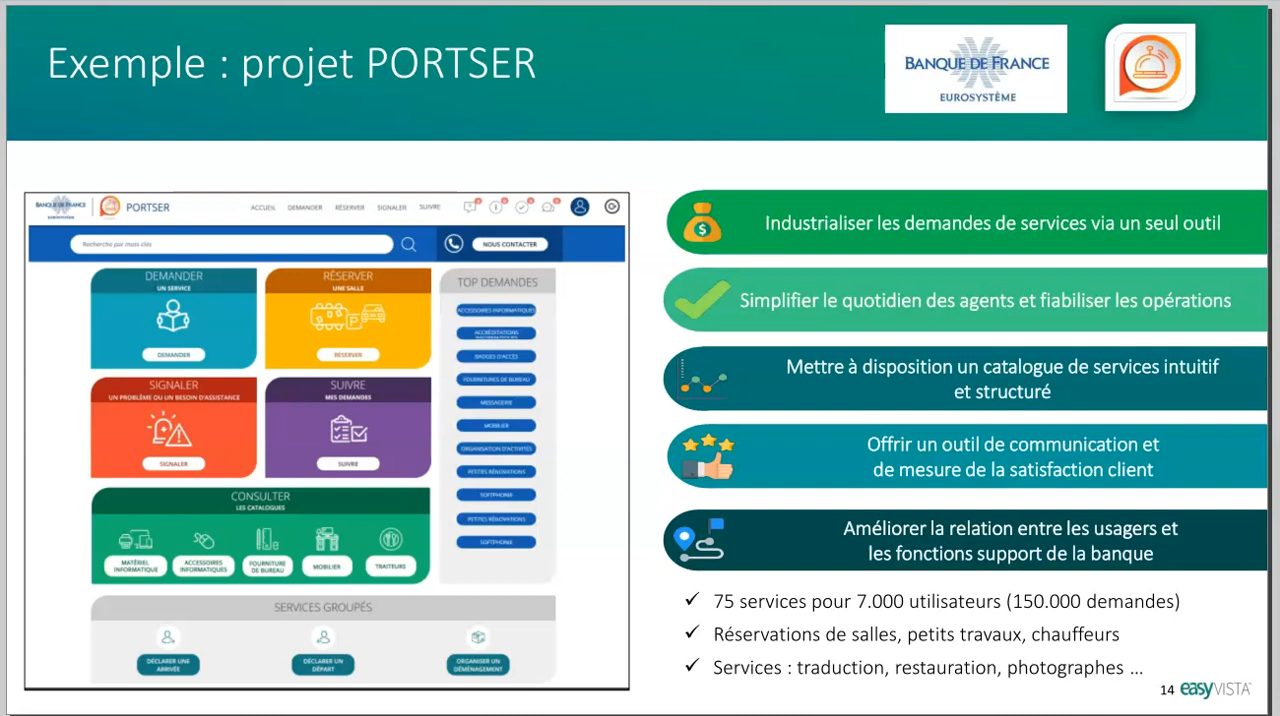 Exemple : projet PORTSER
BANQUE DE FRANCE
EUROSYSTÈME
BANQUE DE FRANCE
EUROSYSTÈME
PORTSER
ACCUEIL
DEMANDER
RÉSERVER
SIGNALER
SUIVRE
Recherche par mots clés
NOUS CONTACTER
DEMANDER
UN SERVICE
DEMANDER
RÉSERVER
UNE SALLE
P
RÉSERVER
SIGNALER
UN PROBLÈME OU UN BESOIN D'ASSISTANCE
SIGNALER
SUIVRE
MES DEMANDES
SUIVRE
TOP DEMANDES
ACCESSOIRES INFORMATIQUES
ACCRÉDITATIONS
BADGES D'ACCÈS
FOURNITURES DE BUREAU
MESSAGERIE
MOBILIER
ORGANISATION D'ACTIVITÉS
PETITES RÉNOVATIONS
SOFTPHONIE
PETITES RÉNOVATIONS
SOFTPHONIE
CONSULTER
LES CATALOGUES
MATÉRIEL
INFORMATIQUE
ACCESSOIRES
INFORMATIQUES
FOURNITURE
DE BUREAU
MOBILIER
TRAITEURS
SERVICES GROUPÉS
DÉCLARER UNE
ARRIVÉE
DÉCLARER UN
DÉPART
ORGANISER UN
DÉMÉNAGEMENT
Industrialiser les demandes de services via un seul outil
Simplifier le quotidien des agents et fiabiliser les opérations
Mettre à disposition un catalogue de services intuitif
et structuré
Offrir un outil de communication et
de mesure de la satisfaction client
Améliorer la relation entre les usagers et
les fonctions support de la banque
✓ 75 services pour 7.000 utilisateurs (150.000 demandes)
✓ Réservations de salles, petits travaux, chauffeurs
✓ Services : traduction, restauration, photographes ...
14 easyVISTA